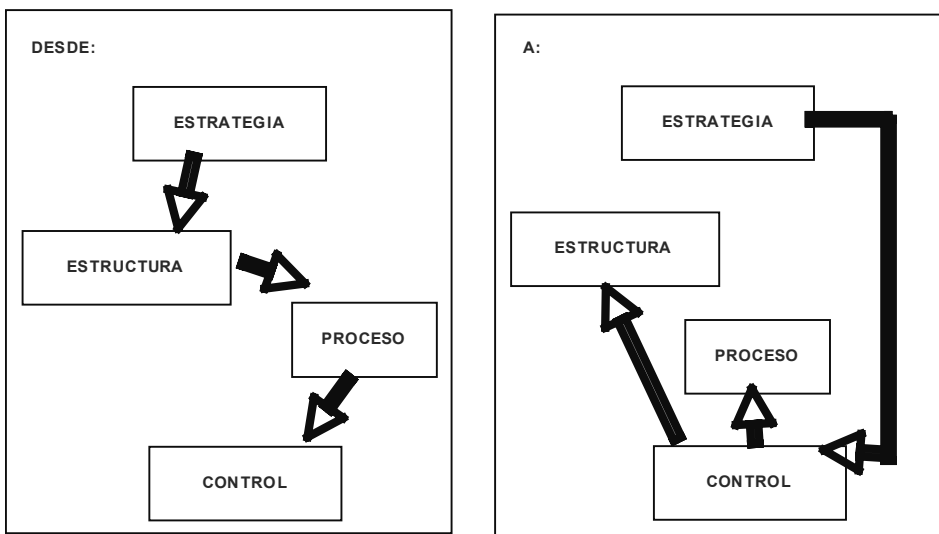 DESDE:
ESTRATEGIA
ESTRUCTURA
PROCESO
CONTROL
A:
ESTRATEGIA
ESTRUCTURA
PROCESO
CONTROL